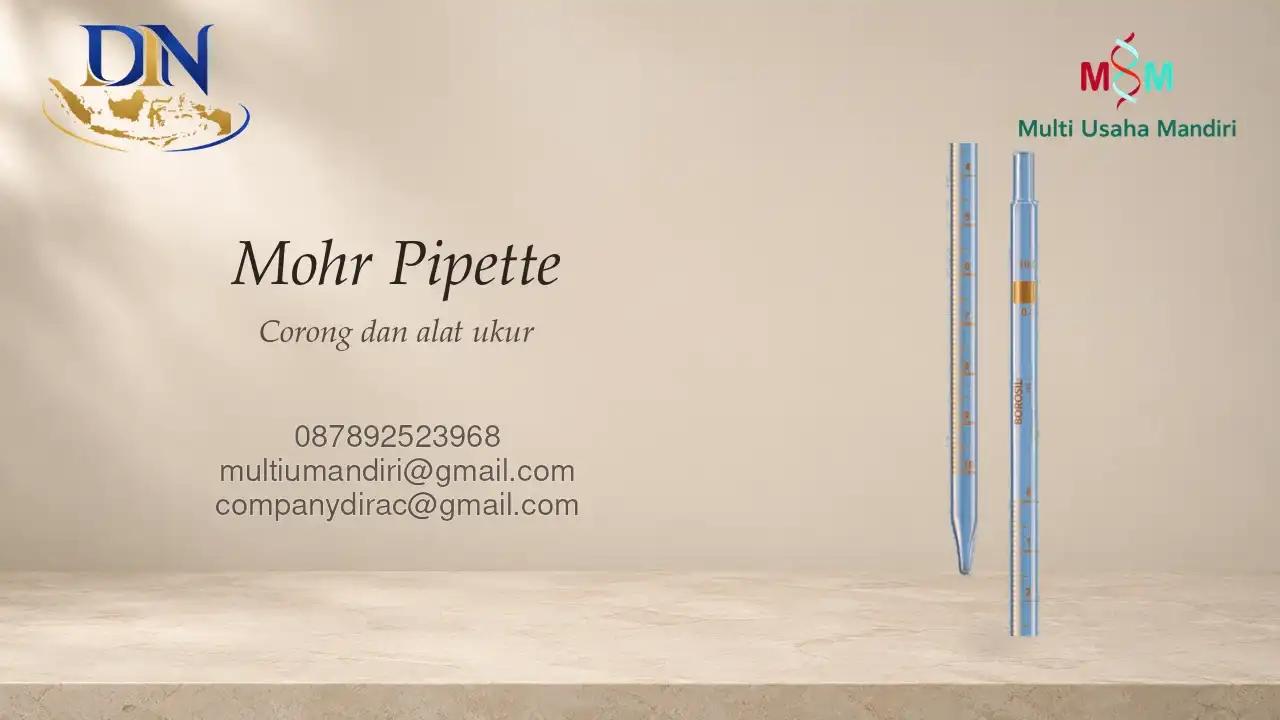 DN
MSM
Multi Usaha Mandiri
Mohr Pipette
Corong dan alat ukur
087892523968
multiumandiri@gmail.com
companydirac@gmail.com
BOROSIL